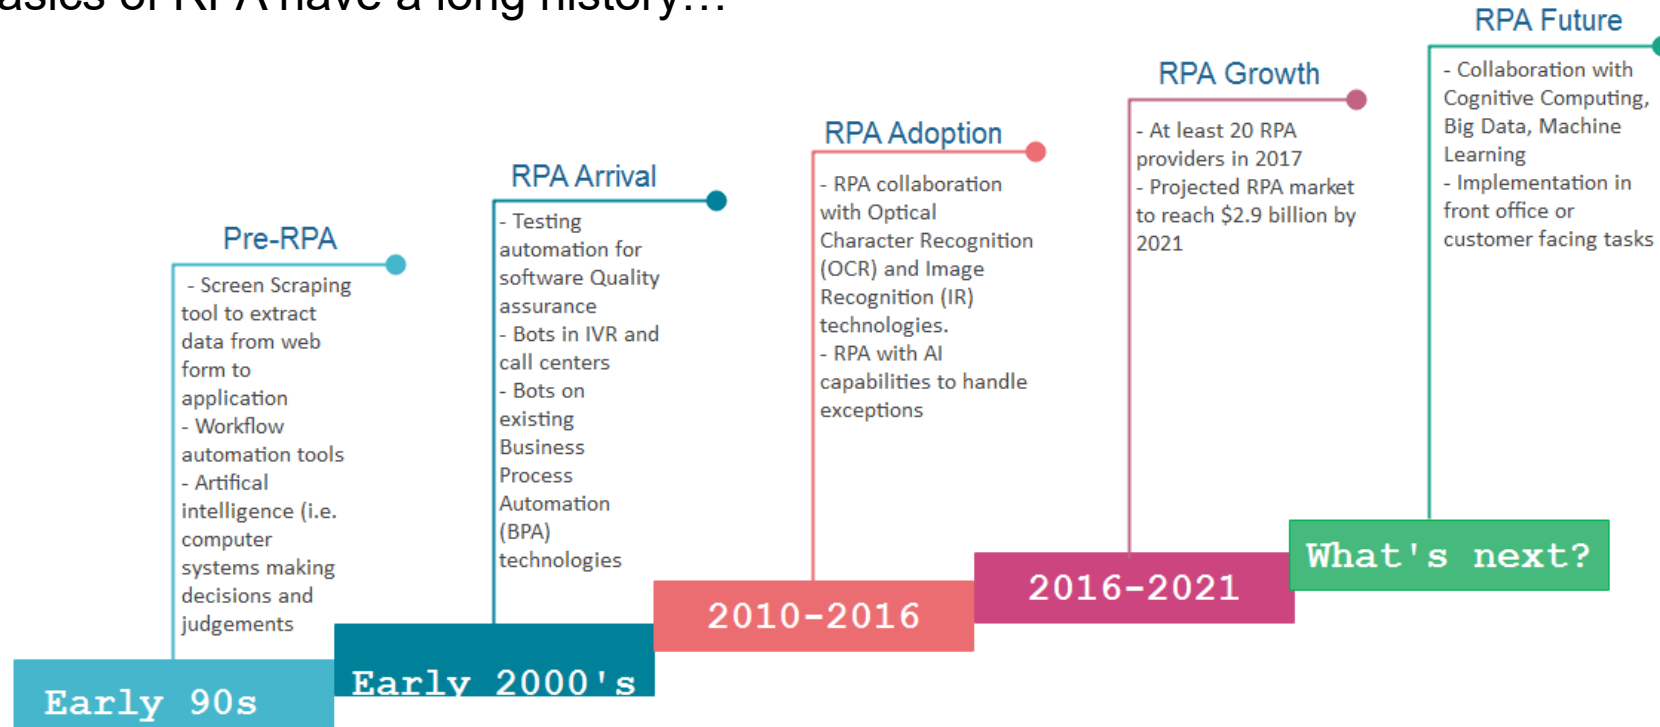 asics of RPA have a long history...
Pre-RPA
- Screen Scraping
tool to extract
data from web
form to
application
- Workflow
automation tools
- Artifical
intelligence (i.e.
computer
systems making
decisions and
judgements
Early 90s
RPA Arrival
- Testing
automation for
software Quality
assurance
- Bots in IVR and
call centers
- Bots on
existing
Business
Process
Automation
(BPA)
technologies
Early 2000's
RPA Adoption
- RPA collaboration
with Optical
Character Recognition
(OCR) and Image
Recognition (IR)
technologies.
- RPA with AI
capabilities to handle
exceptions
2010-2016
RPA Growth
- At least 20 RPA
providers in 2017
- Projected RPA market
to reach $2.9 billion by
2021
2016-2021
RPA Future
- Collaboration with
Cognitive Computing,
Big Data, Machine
Learning
- Implementation in
front office or
customer facing tasks
What's next?